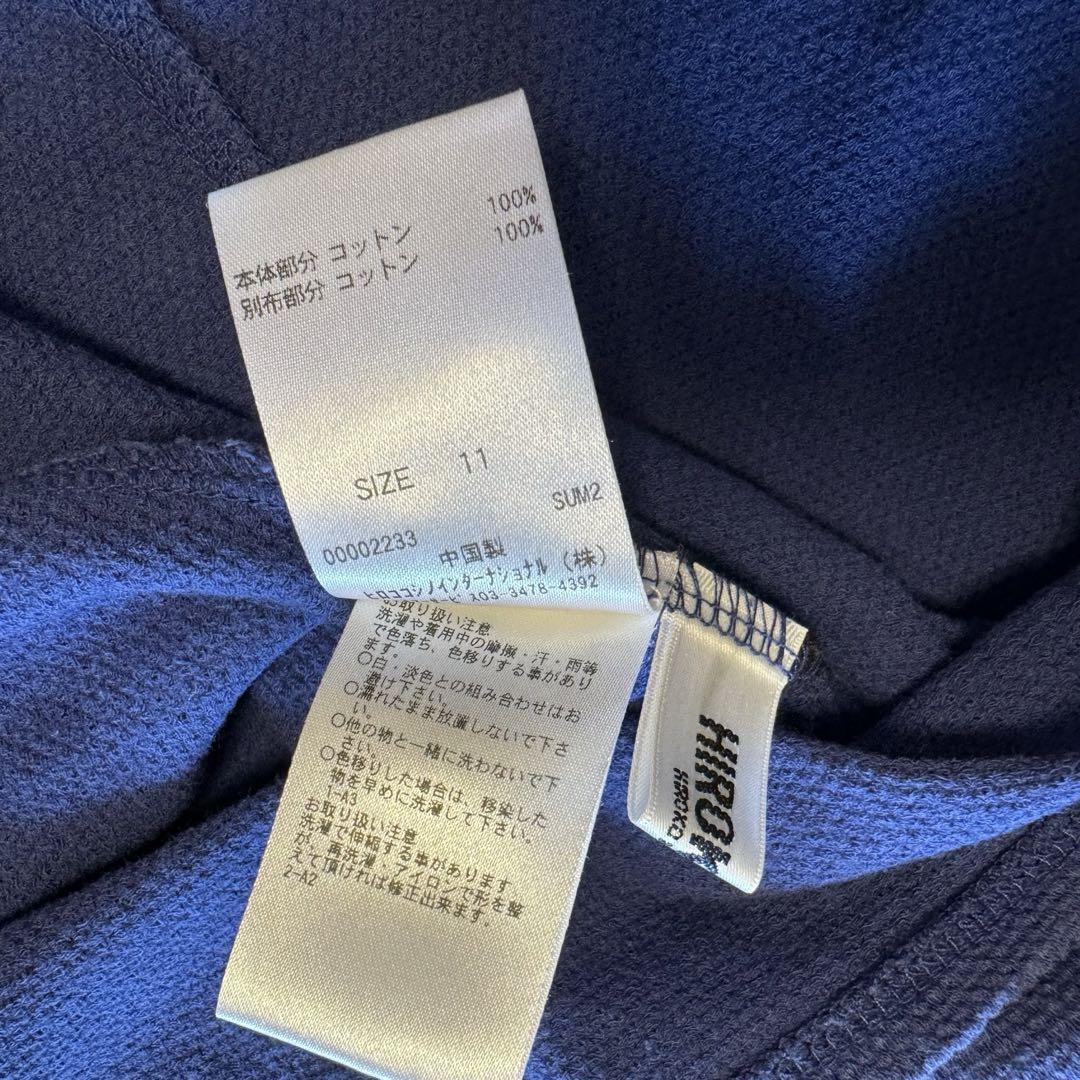 本体部分 コットン 100%
別布部分 コットン 100%
SIZE 11
SUM2
00002233
中国製
ヒロココシノインターナショナル(株)
703-3478-4392
お取り扱い注意
洗濯や着用中の摩擦・汗・雨等
で色落ち、色移りする事があり
ます。
〇白・淡色との組み合わせはお
避け下さい。
〇濡れたまま放置しないで下さ
い。
〇他の物と一緒に洗わないで下
さい。
〇色移りした場合は、移染した
物を早めに洗濯して下さい。
1-A3
お取り扱い注意
洗濯で伸縮する事があります
が、再洗濯、アイロンで形を整
えて頂ければ修正出来ます。
2-A2
HIRO
HIROKO